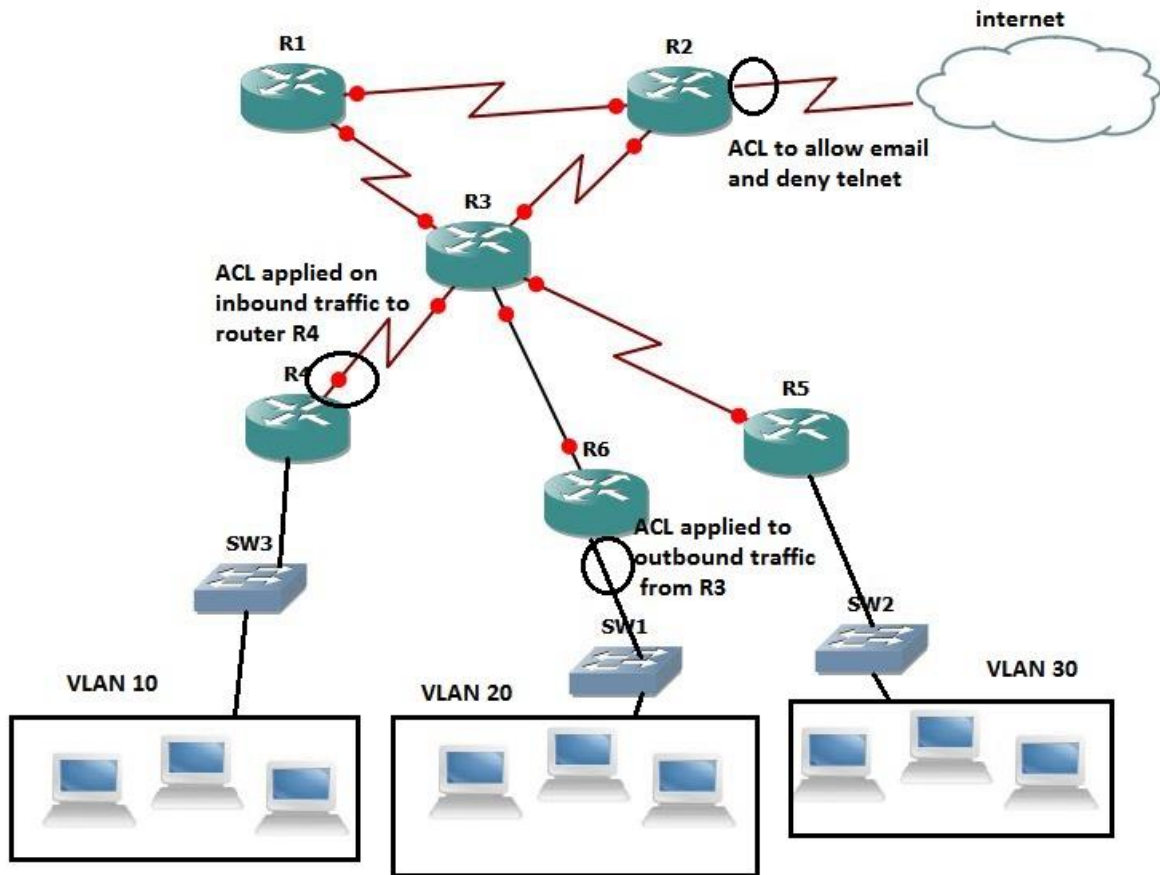 internet
R1
R2
ACL to allow email
and deny telnet
R3
ACL applied on
inbound traffic to
router R4
R4
R5
R6
ACL applied to
outbound traffic
from R3
SW3
SW1
SW2
VLAN 10
VLAN 20
VLAN 30